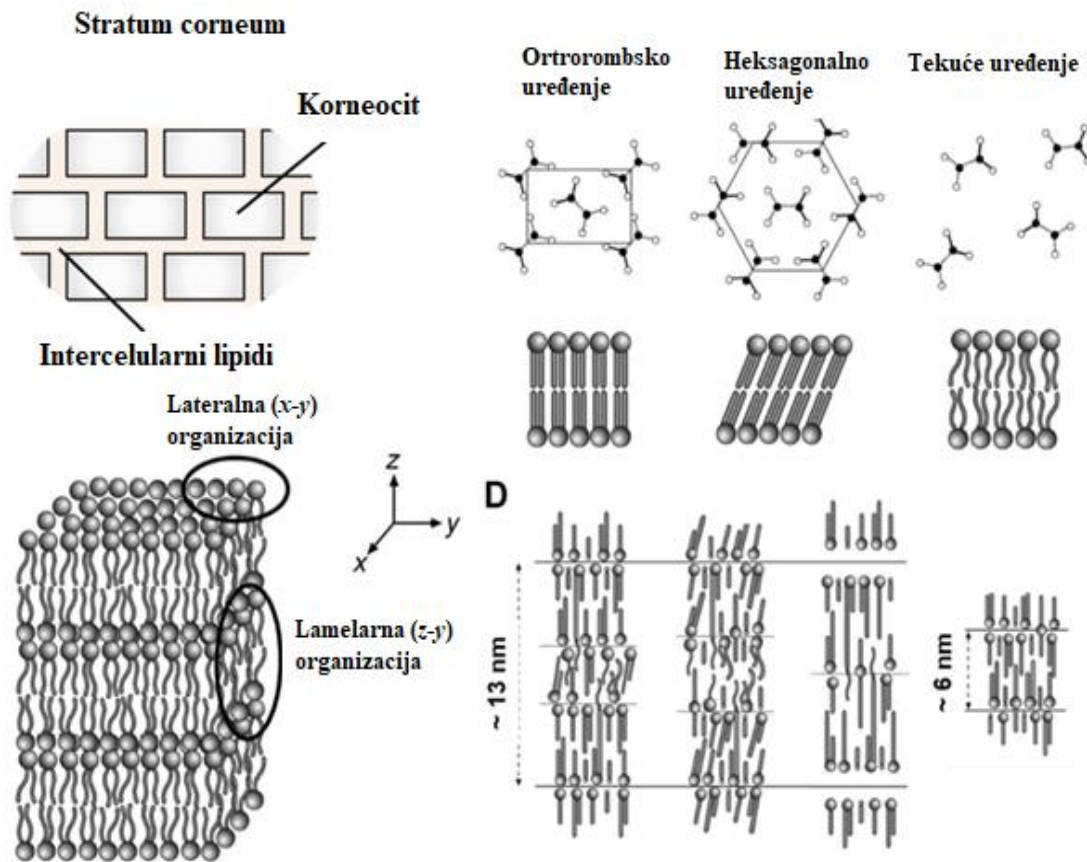 Stratum corneum
Korneocit
Intercelularni lipidi
Ortrorombsko
uređenje
Heksagonalno
uređenje
Tekuće uređenje
Lateralna (x-y)
organizacija
z
y
x
Lamelarna (z-y)
organizacija
D
~ 13 nm
~ 6 nm